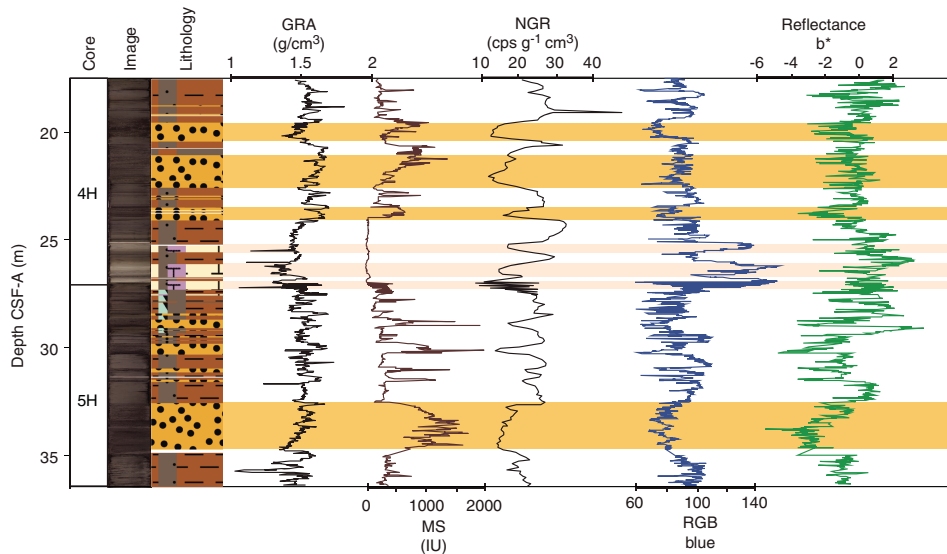 Core
Image
Lithology
GRA
(g/cm3)
1 1.5 2
NGR
(cps g-1 cm3)
10 20 30 40
Reflectance
b*
-6 -4 -2 0 2
Depth CSF-A (m)
20
25
30
35
4H
5H
0 1000 2000
MS
(IU)
60 100 140
RGB
blue